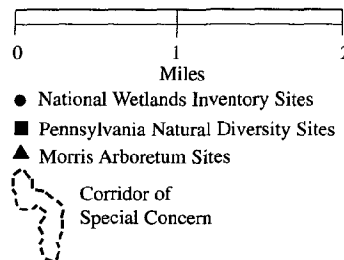 0 1 2
Miles
National Wetlands Inventory Sites
Pennsylvania Natural Diversity Sites
Morris Arboretum Sites
Corridor of
Special Concern